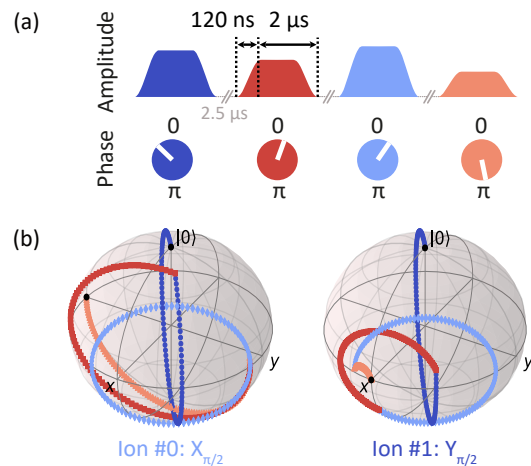 (a)
120 ns
2 μs
Amplitude
2.5 μs
Phase
0
0
0
0
π
π
π
π
(b)
|0⟩
|0⟩
y
y
x
x
Ion #0: X_{π/2}
Ion #1: Y_{π/2}